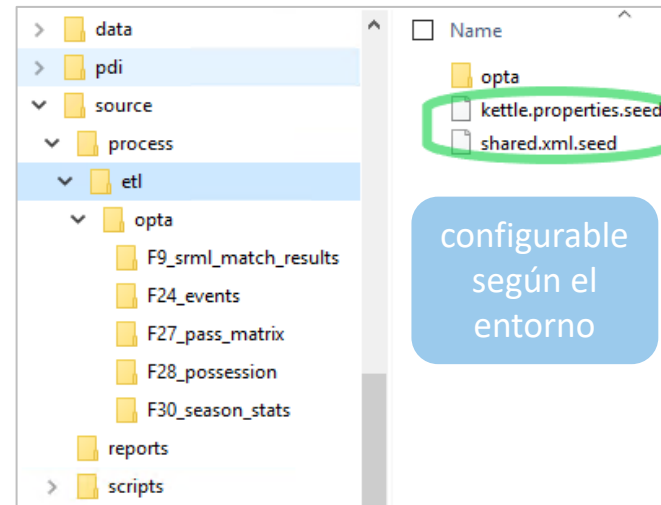 data
pdi
source
process
etl
opta
F9_srml_match_results
F24_events
F27_pass_matrix
F28_possession
F30_season_stats
reports
scripts
Name
opta
kettle.properties.seed
shared.xml.seed
configurable
según el
entorno